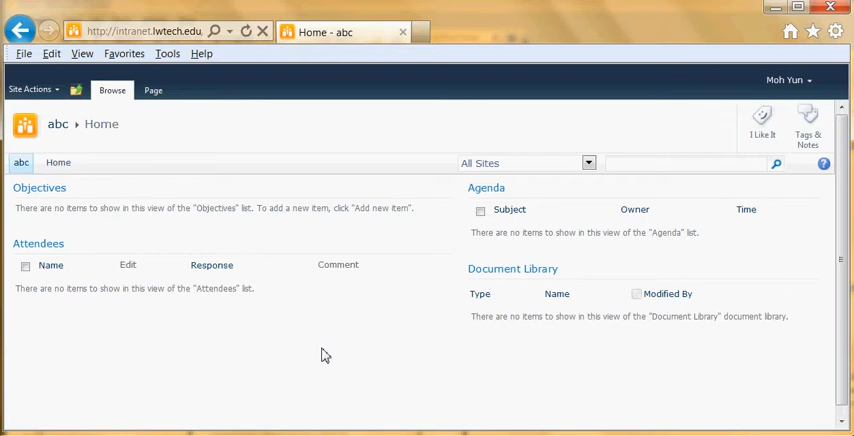 http://intranet.lwtech.edu, Home - abc
File Edit View Favorites Tools Help
Moh Yun
Site Actions Browse Page
abc Home
I Like It Tags & Notes
abc Home All Sites
Objectives
There are no items to show in this view of the "Objectives" list. To add a new item, click "Add new item".
Attendees
Name Edit Response Comment
There are no items to show in this view of the "Attendees" list.
Agenda
Subject Owner Time
There are no items to show in this view of the "Agenda" list.
Document Library
Type Name Modified By
There are no items to show in this view of the "Document Library" document library.